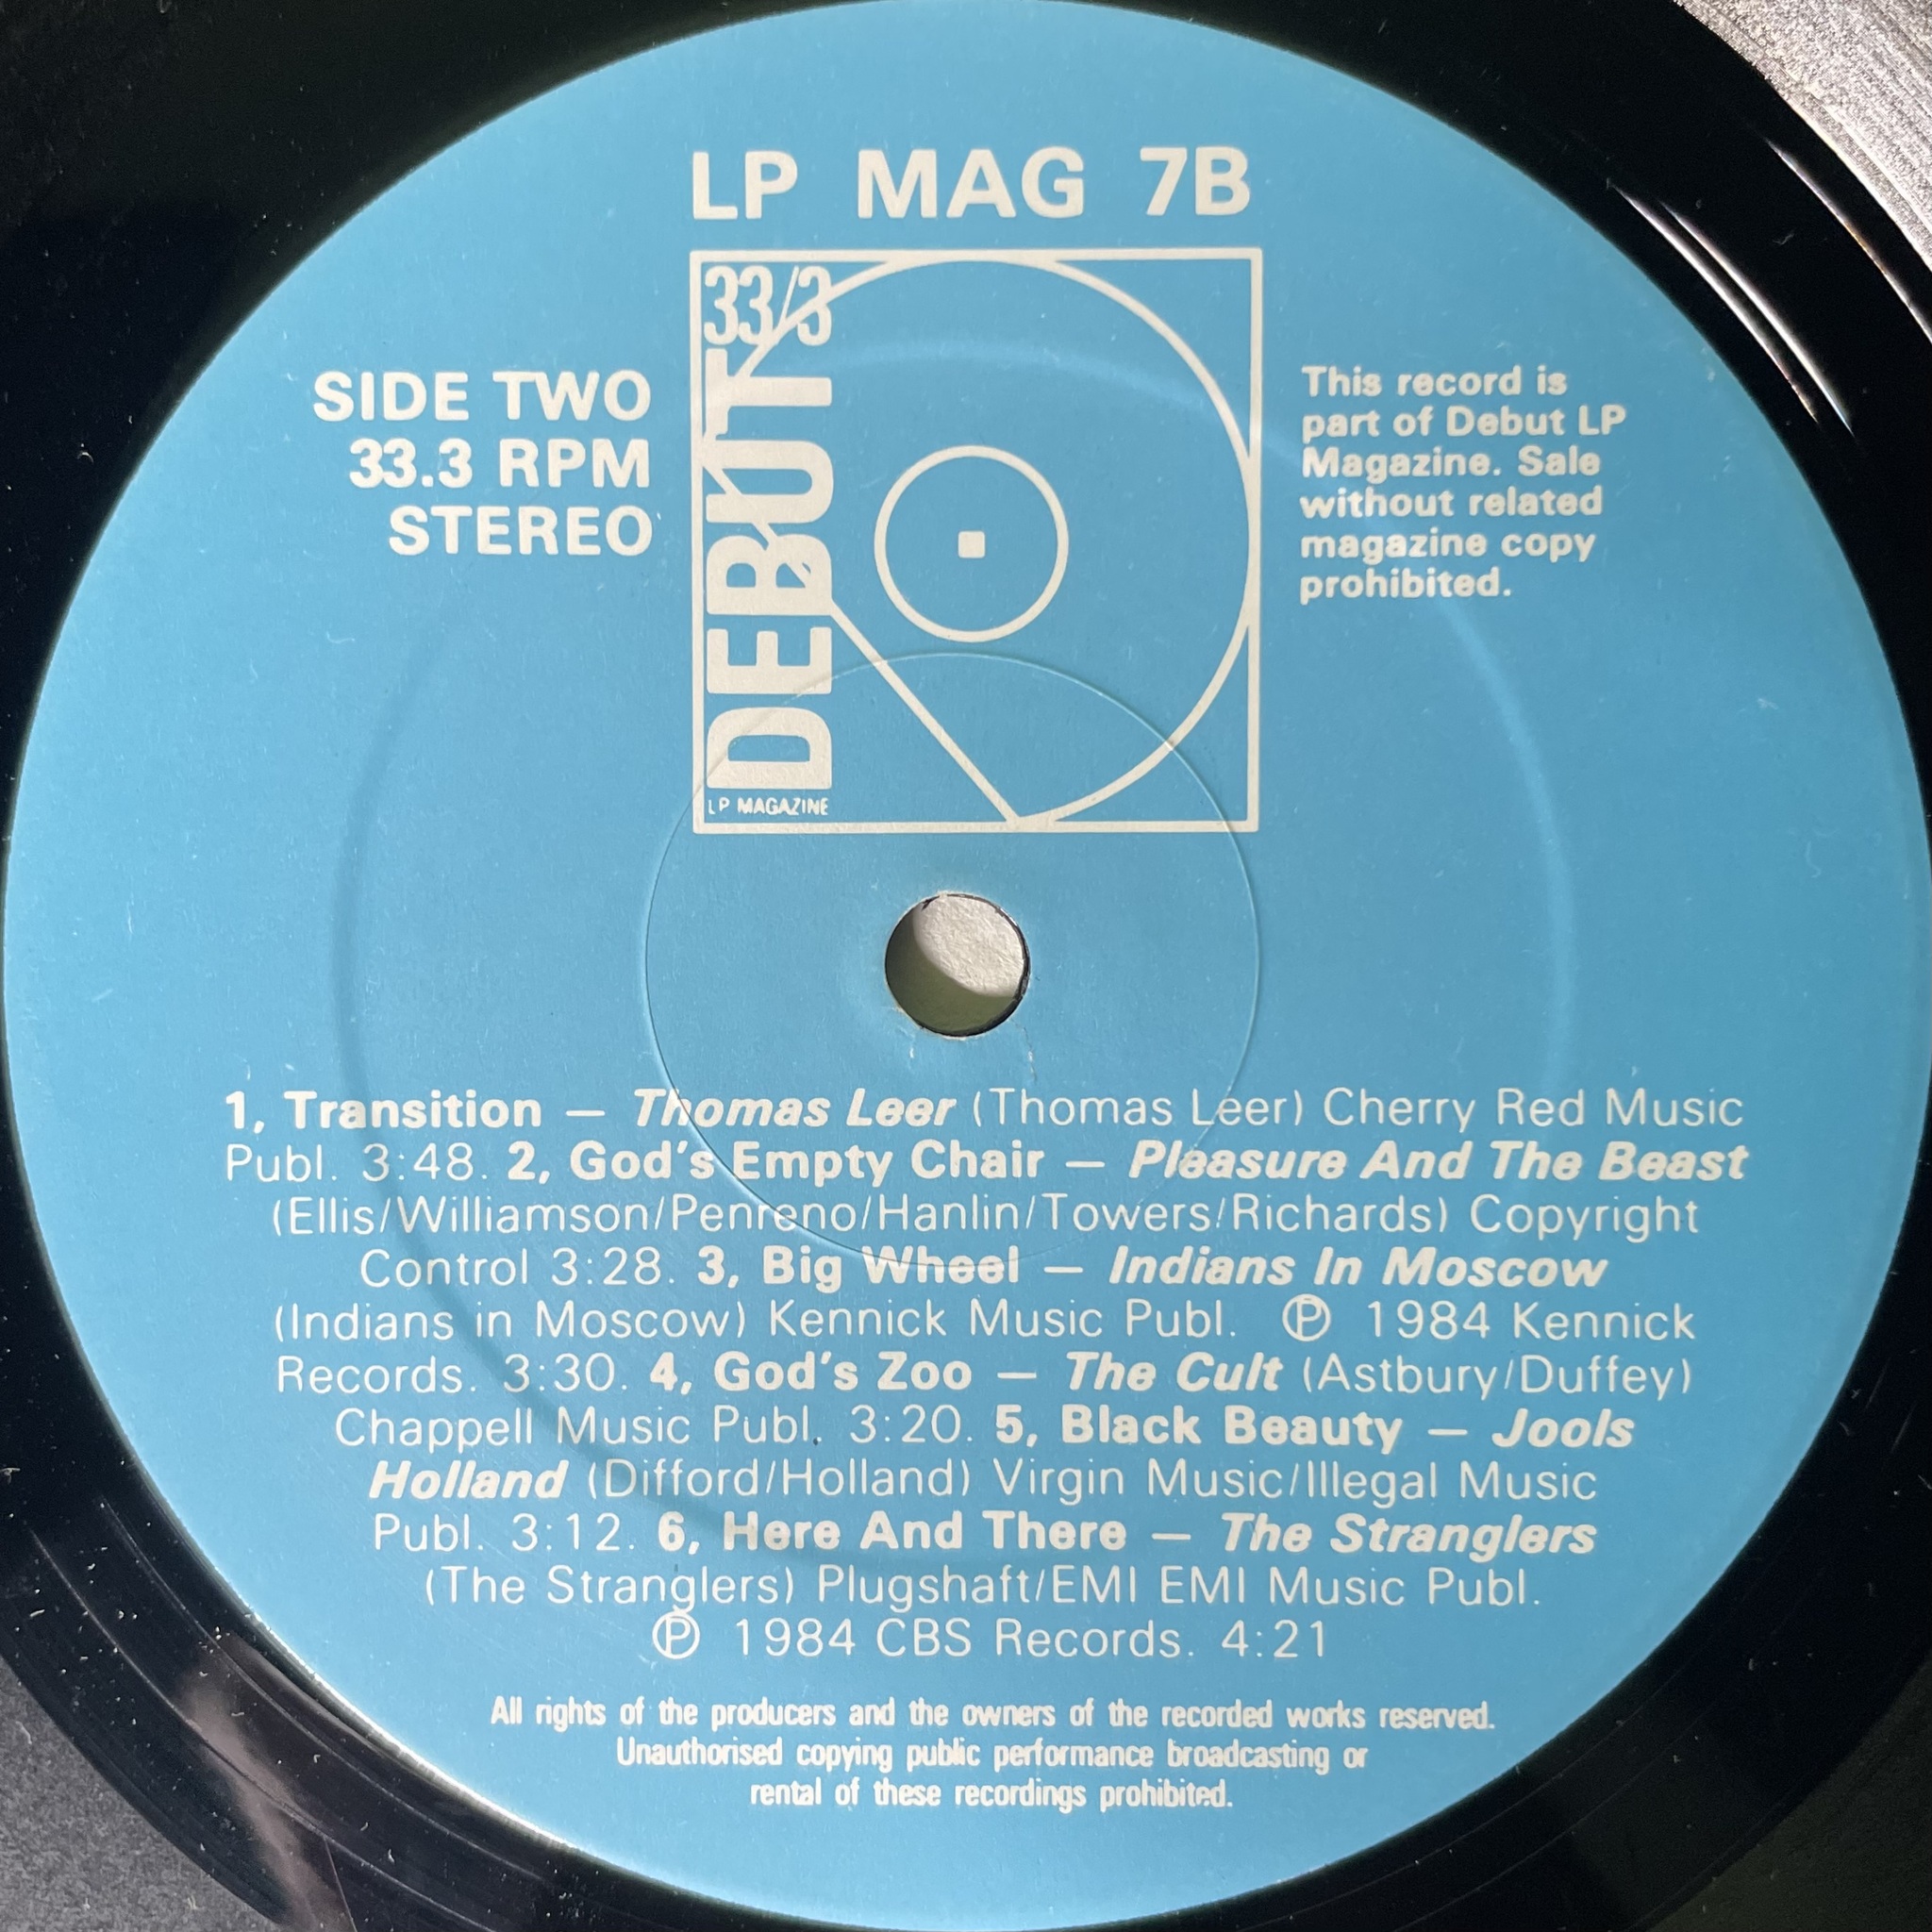 LP MAG 7B
33/3
DEBUT
LP MAGAZINE
SIDE TWO
33.3 RPM
STEREO
This record is
part of Debut LP
Magazine. Sale
without related
magazine copy
prohibited.
1, Transition — Thomas Leer (Thomas Leer) Cherry Red Music
Publ. 3:48. 2, God's Empty Chair — Pleasure And The Beast
(Ellis/Williamson/Penreno/Hanlin/Towers/Richards) Copyright
Control 3:28. 3, Big Wheel — Indians In Moscow
(Indians in Moscow) Kennick Music Publ. ℗ 1984 Kennick
Records. 3:30. 4, God's Zoo — The Cult (Astbury/Duffey)
Chappell Music Publ. 3:20. 5, Black Beauty — Jools
Holland (Difford/Holland) Virgin Music/Illegal Music
Publ. 3:12. 6, Here And There — The Stranglers
(The Stranglers) Plugshaft/EMI EMI Music Publ.
℗ 1984 CBS Records. 4:21
All rights of the producers and the owners of the recorded works reserved.
Unauthorised copying public performance broadcasting or
rental of these recordings prohibited.